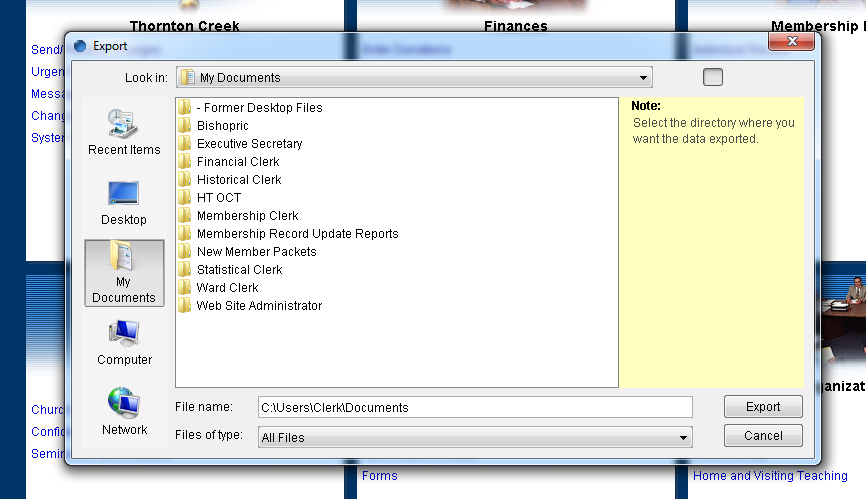 Thornton Creek
Finances
Membership
Send/
Enter Donations
Urgen
Messa
Chang
System
Export
Look in:
My Documents
Recent Items
Desktop
My
Documents
Computer
Network
- Former Desktop Files
Bishopric
Executive Secretary
Financial Clerk
Historical Clerk
HT OCT
Membership Clerk
Membership Record Update Reports
New Member Packets
Statistical Clerk
Ward Clerk
Web Site Administrator
Note:
Select the directory where you
want the data exported.
File name:
C:\Users\Clerk\Documents
Export
Files of type:
All Files
Cancel
ganizat
Churc
Confid
Semin
Forms
Home and Visiting Teaching